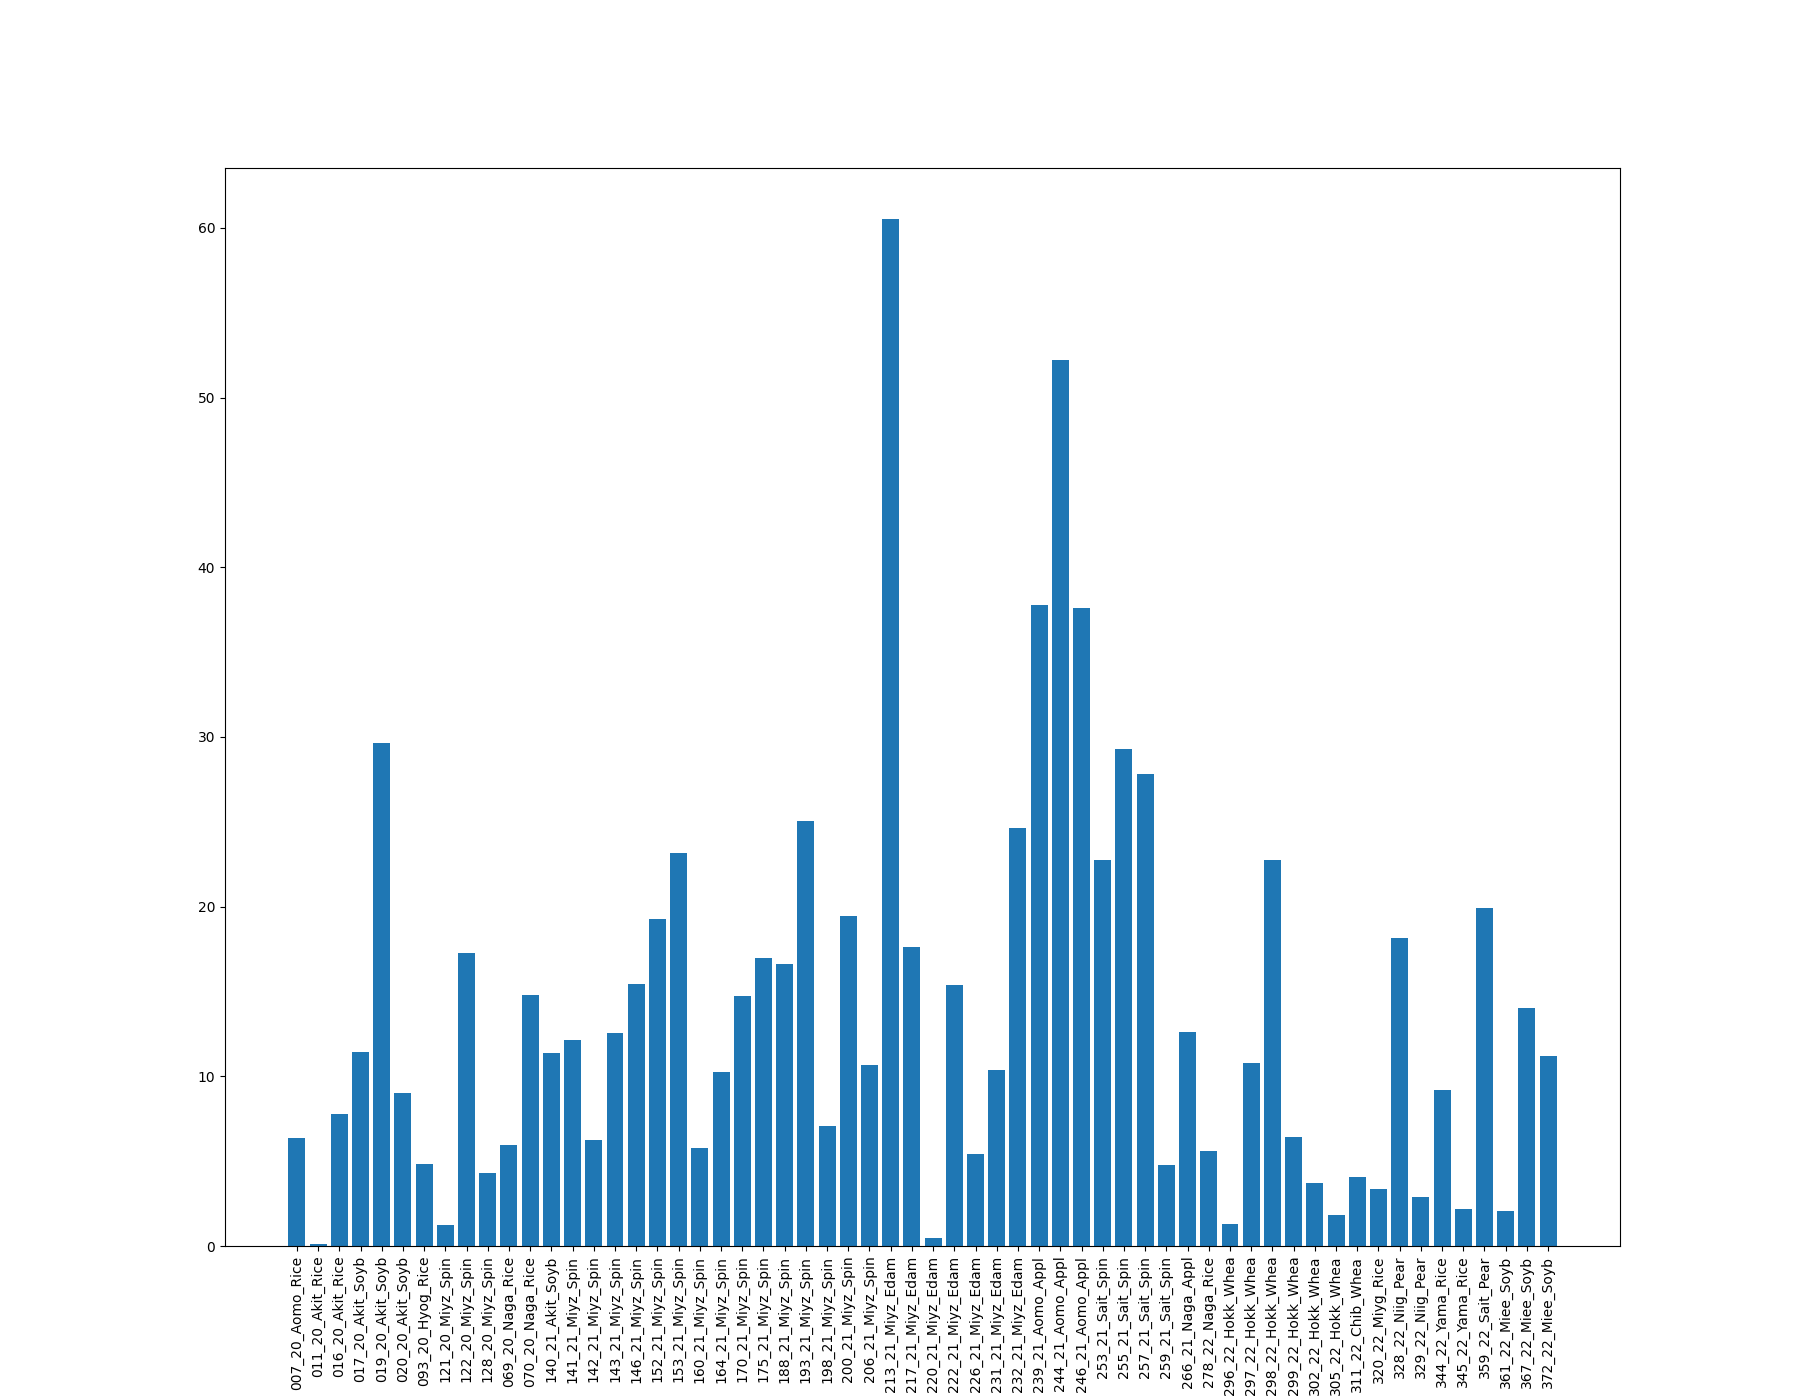 60
50
40
30
20
10
0
007_20_Aomo_Rice
011_20_Akit_Rice
016_20_Akit_Rice
017_20_Akit_Soyb
019_20_Akit_Soyb
020_20_Akit_Soyb
093_20_Hyog_Rice
121_20_Miyz_Spin
122_20_Miyz_Spin
128_20_Miyz_Spin
069_20_Naga_Rice
070_20_Naga_Rice
140_21_Akit_Soyb
141_21_Miyz_Spin
142_21_Miyz_Spin
143_21_Miyz_Spin
146_21_Miyz_Spin
152_21_Miyz_Spin
153_21_Miyz_Spin
160_21_Miyz_Spin
164_21_Miyz_Spin
170_21_Miyz_Spin
175_21_Miyz_Spin
188_21_Miyz_Spin
193_21_Miyz_Spin
198_21_Miyz_Spin
200_21_Miyz_Spin
206_21_Miyz_Spin
213_21_Miyz_Edam
217_21_Miyz_Edam
220_21_Miyz_Edam
222_21_Miyz_Edam
226_21_Miyz_Edam
231_21_Miyz_Edam
232_21_Miyz_Edam
239_21_Aomo_Appl
244_21_Aomo_Appl
246_21_Aomo_Appl
253_21_Sait_Spin
255_21_Sait_Spin
257_21_Sait_Spin
259_21_Sait_Spin
266_21_Naga_Appl
278_22_Naga_Rice
296_22_Hokk_Whea
297_22_Hokk_Whea
298_22_Hokk_Whea
299_22_Hokk_Whea
302_22_Hokk_Whea
305_22_Hokk_Whea
311_22_Chib_Whea
320_22_Miyg_Rice
328_22_Niig_Pear
329_22_Niig_Pear
344_22_Yama_Rice
345_22_Yama_Rice
359_22_Sait_Pear
361_22_Miee_Soyb
367_22_Miee_Soyb
372_22_Miee_Soyb